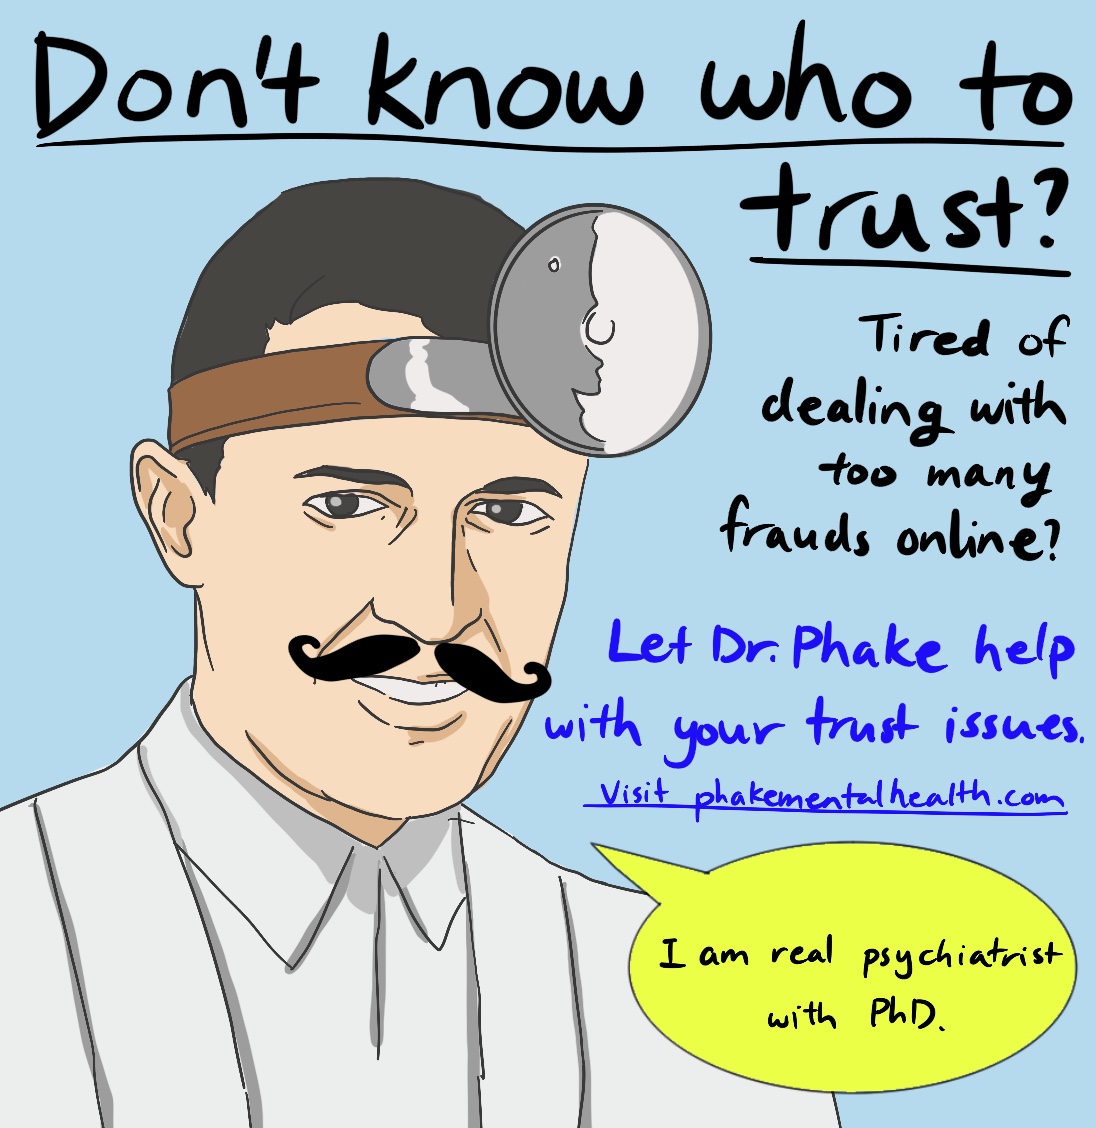 Don't know who to
trust?
Tired of
dealing with
too many
frauds online?
Let Dr. Phake help
with your trust issues.
Visit phakementalhealth.com
I am real psychiatrist
with PhD.